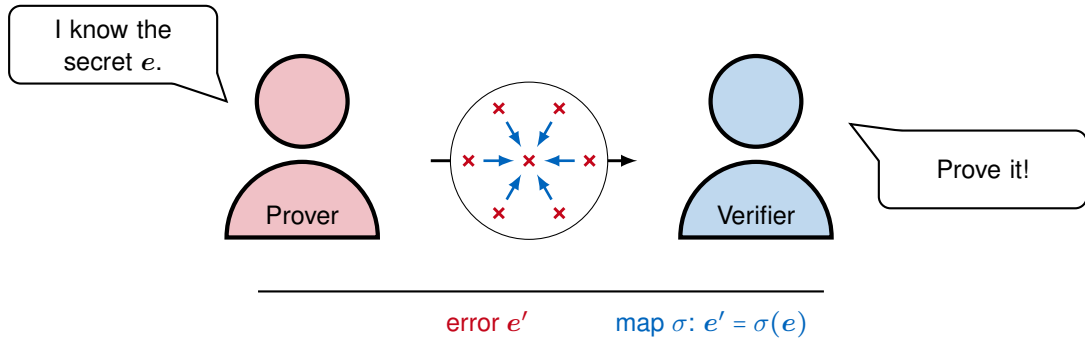 I know the
secret e.
Prove it!
Prover
Verifier
error e′
map σ: e′ = σ(e)